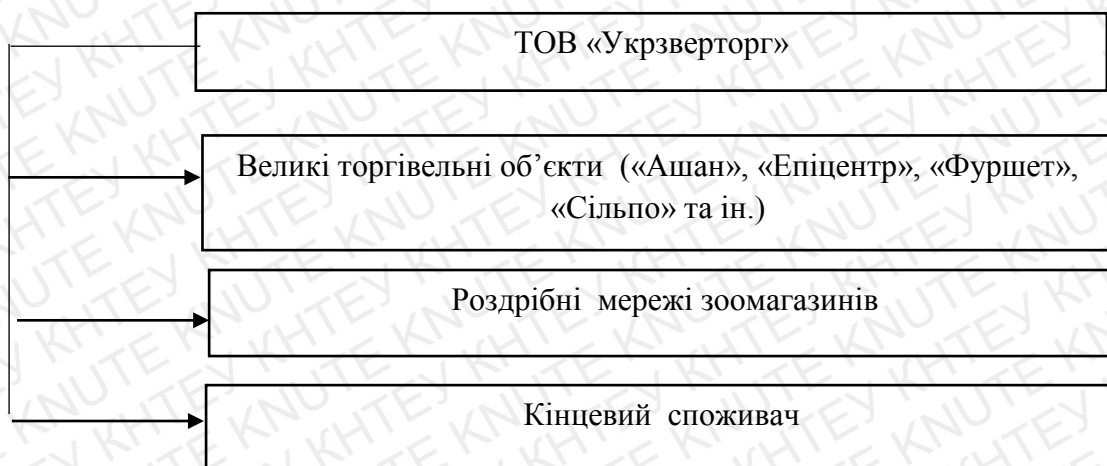 ТОВ «Укрзверторг»
Великі торгівельні об’єкти («Ашан», «Епіцентр», «Фуршет»,
«Сільпо» та ін.)
Роздрібні мережі зоомагазинів
Кінцевий споживач